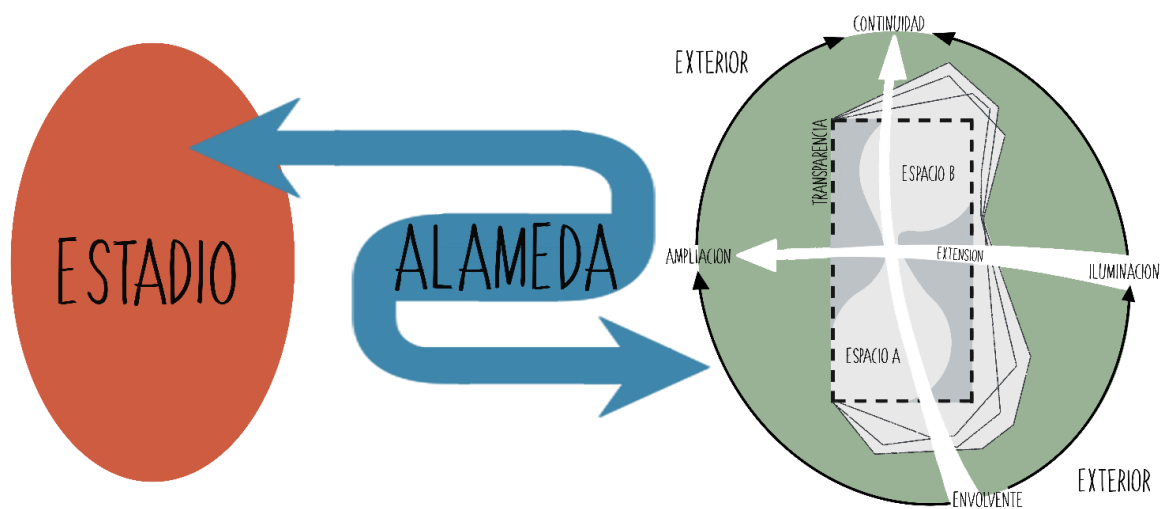 ESTADIO
ALAMEDA
CONTINUIDAD
EXTERIOR
TRANSPARENCIA
ESPACIO B
AMPLIACION
EXTENSION
ILUMINACION
ESPACIO A
EXTERIOR
ENVOLVENTE